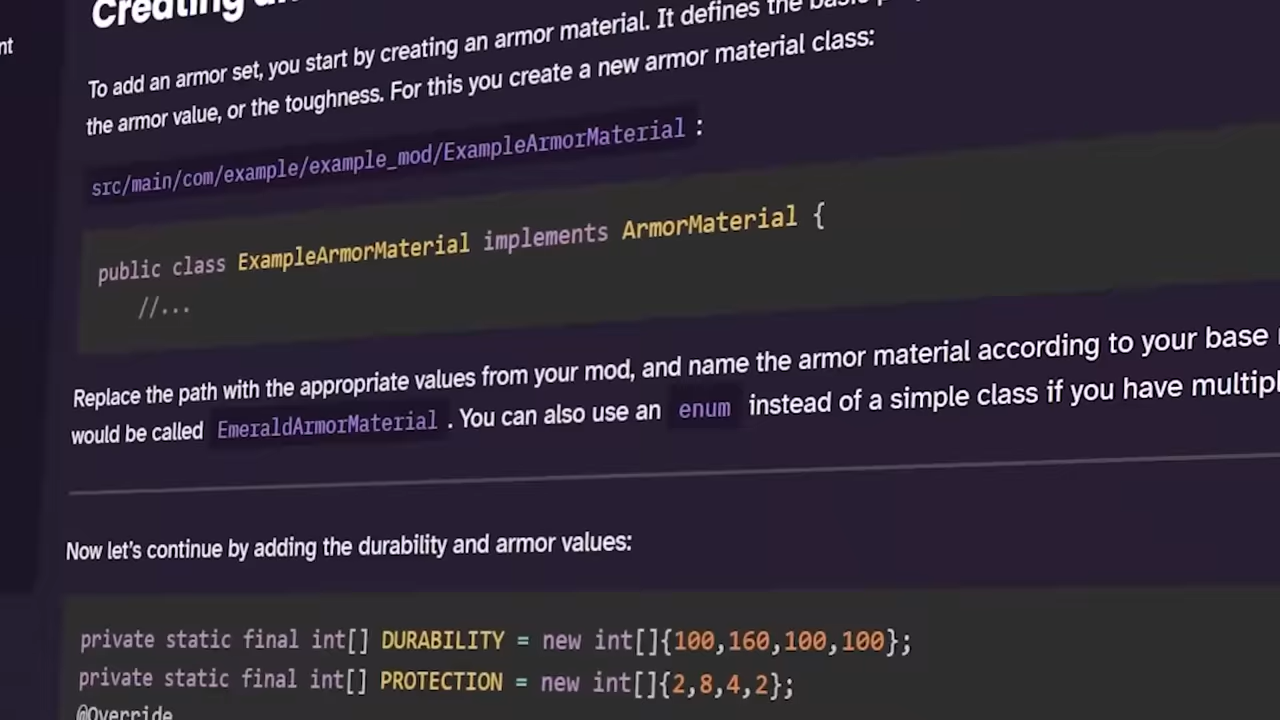 nt
Creating
To add an armor set, you start by creating an armor material. It defines the basic
the armor value, or the toughness. For this you create a new armor material class:
src/main/com/example/example_mod/ExampleArmorMaterial :
public class ExampleArmorMaterial implements ArmorMaterial {
//...
Replace the path with the appropriate values from your mod, and name the armor material according to your base
would be called EmeraldArmorMaterial . You can also use an enum instead of a simple class if you have multipl
Now let's continue by adding the durability and armor values:
private static final int[] DURABILITY = new int[]{100,160,100,100};
private static final int[] PROTECTION = new int[]{2,8,4,2};
@Override